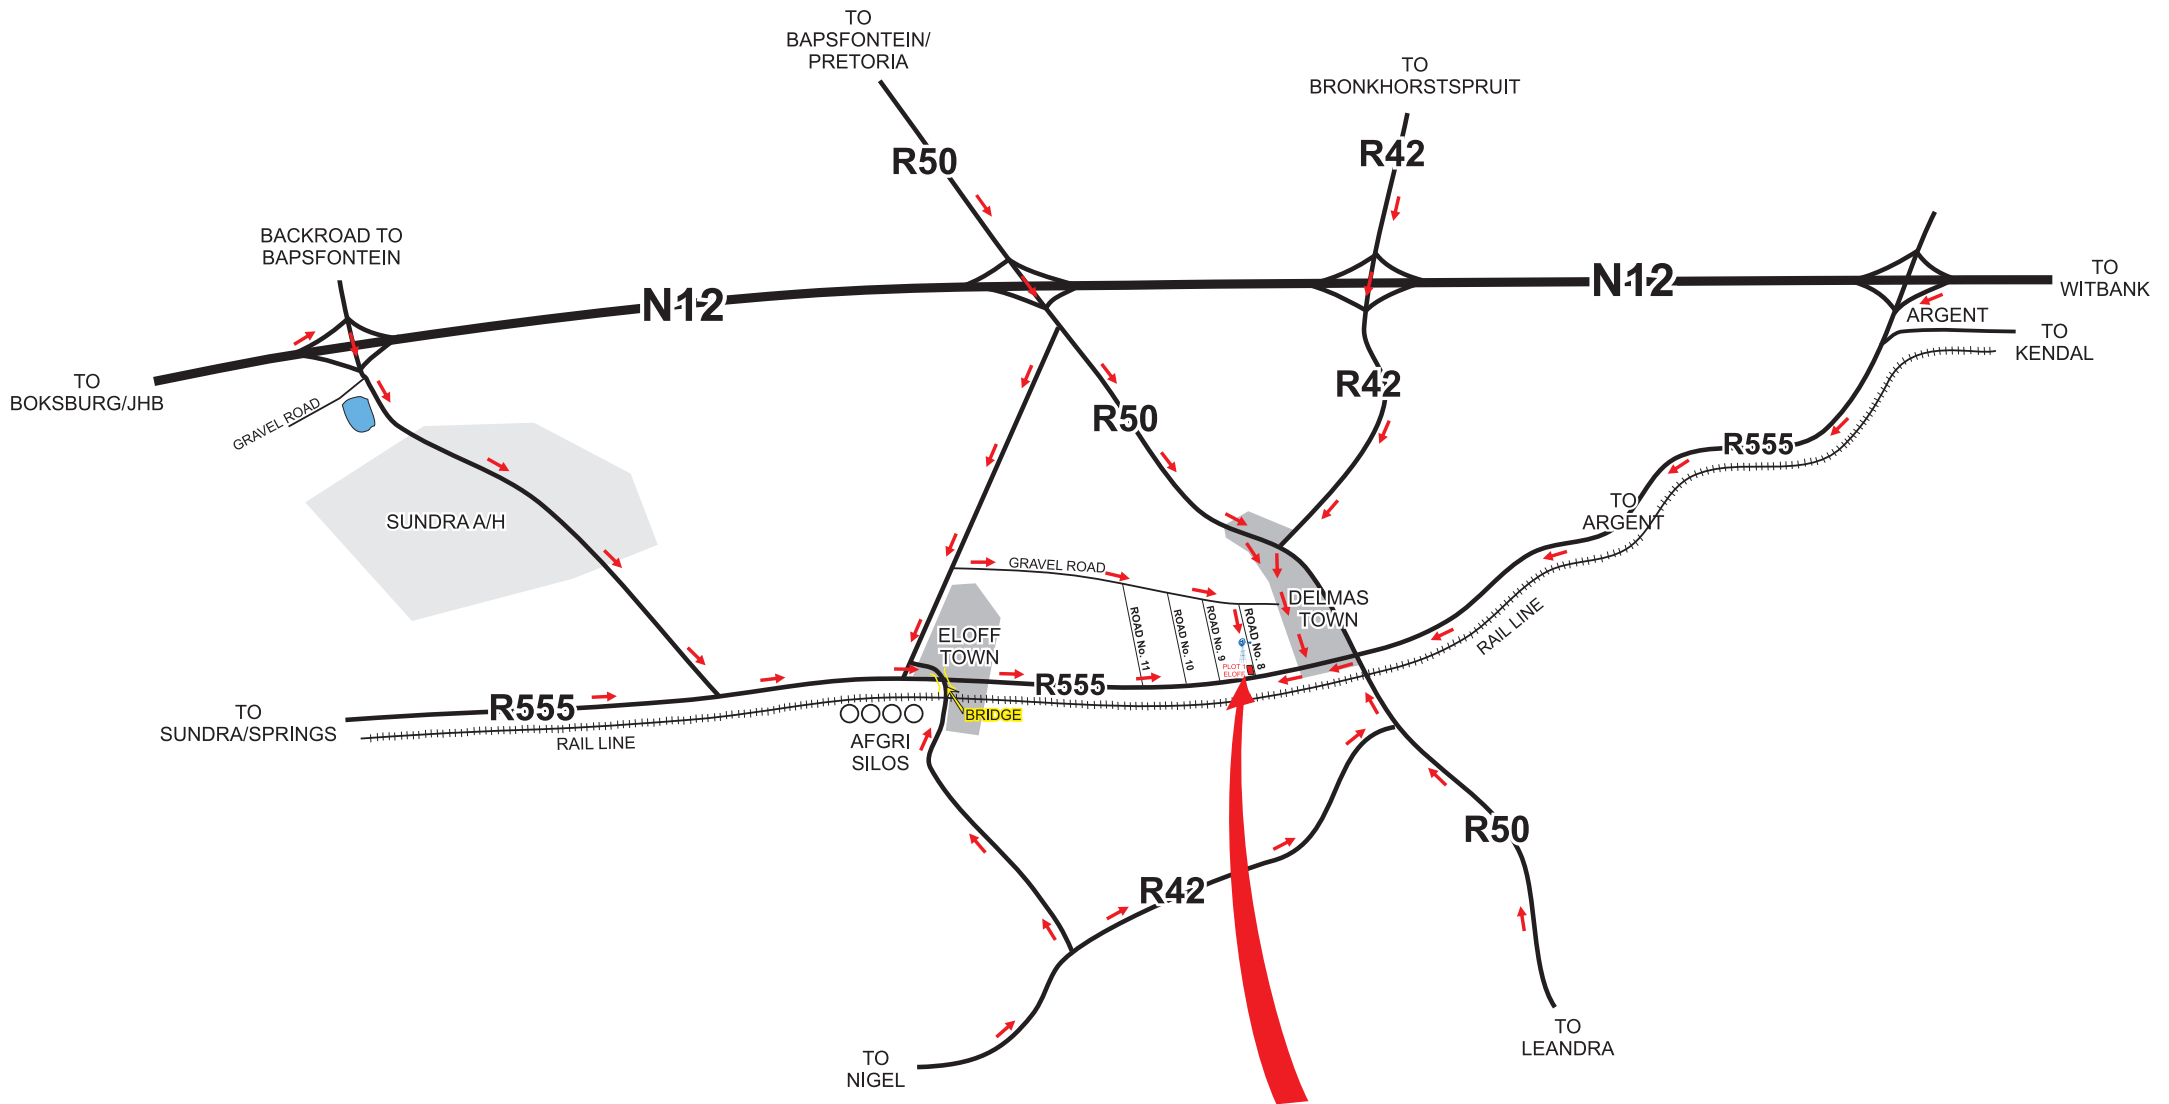 TO
BAPSFONTEIN/
PRETORIA
TO
BRONKHORSTSPRUIT
R50
R42
BACKROAD TO
BAPSFONTEIN
N12
N12
TO
WITBANK
ARGENT
TO
KENDAL
TO
BOKSBURG/JHB
GRAVEL ROAD
R50
R42
R555
SUNDRA A/H
TO
ARGENT
GRAVEL ROAD
DELMAS
TOWN
ROAD No. 11
ROAD No. 10
ROAD No. 9
ROAD No. 8
RAIL LINE
ELOFF
TOWN
PLOT 1
ELOFF
R555
R555
BRIDGE
TO
SUNDRA/SPRINGS
RAIL LINE
AFGRI
SILOS
R50
R42
TO
LEANDRA
TO
NIGEL